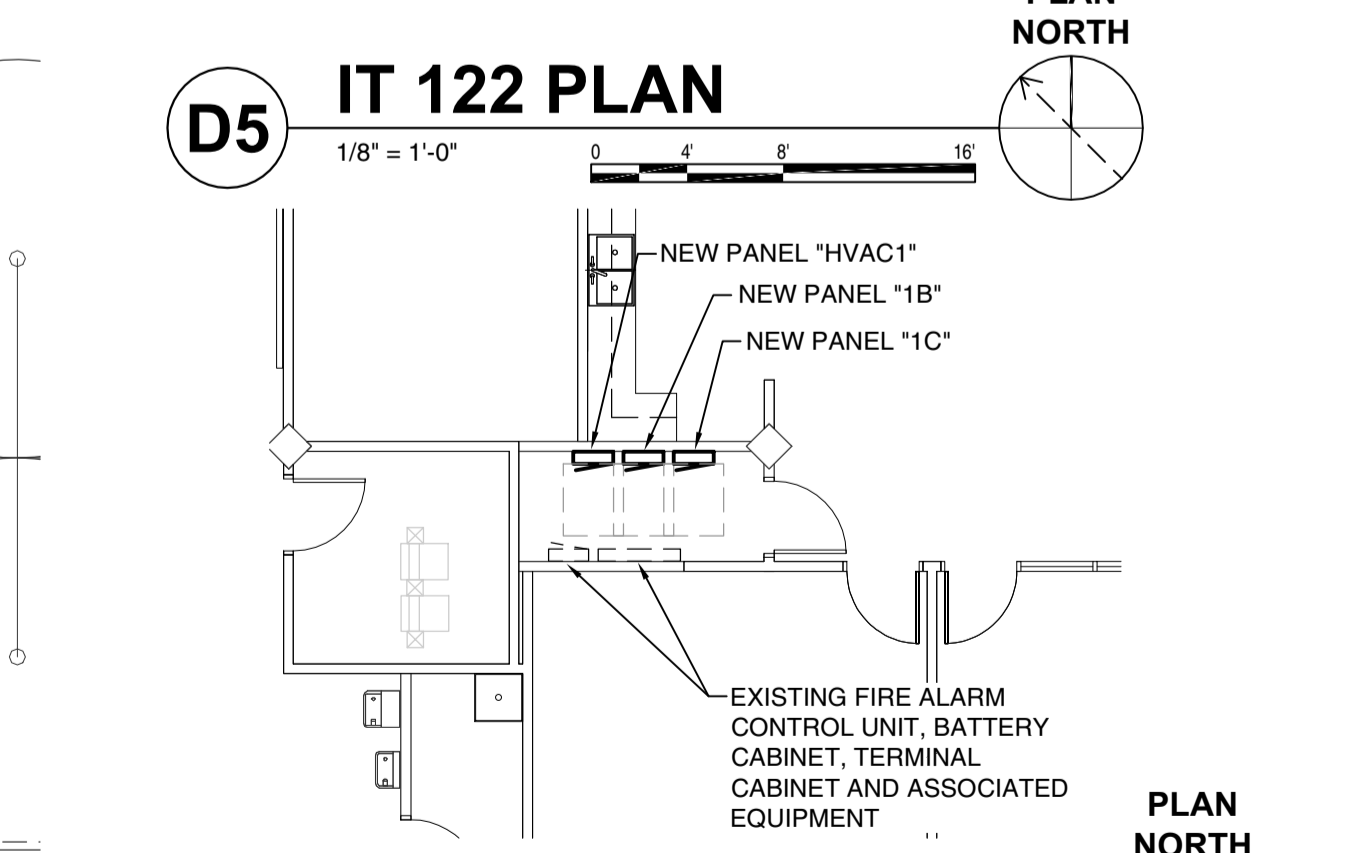 PLAN
NORTH
D5
IT 122 PLAN
1/8" = 1'-0"
0 4' 8' 16'
NEW PANEL "HVAC1"
NEW PANEL "1B"
NEW PANEL "1C"
EXISTING FIRE ALARM
CONTROL UNIT, BATTERY
CABINET, TERMINAL
CABINET AND ASSOCIATED
EQUIPMENT
PLAN
NORTH